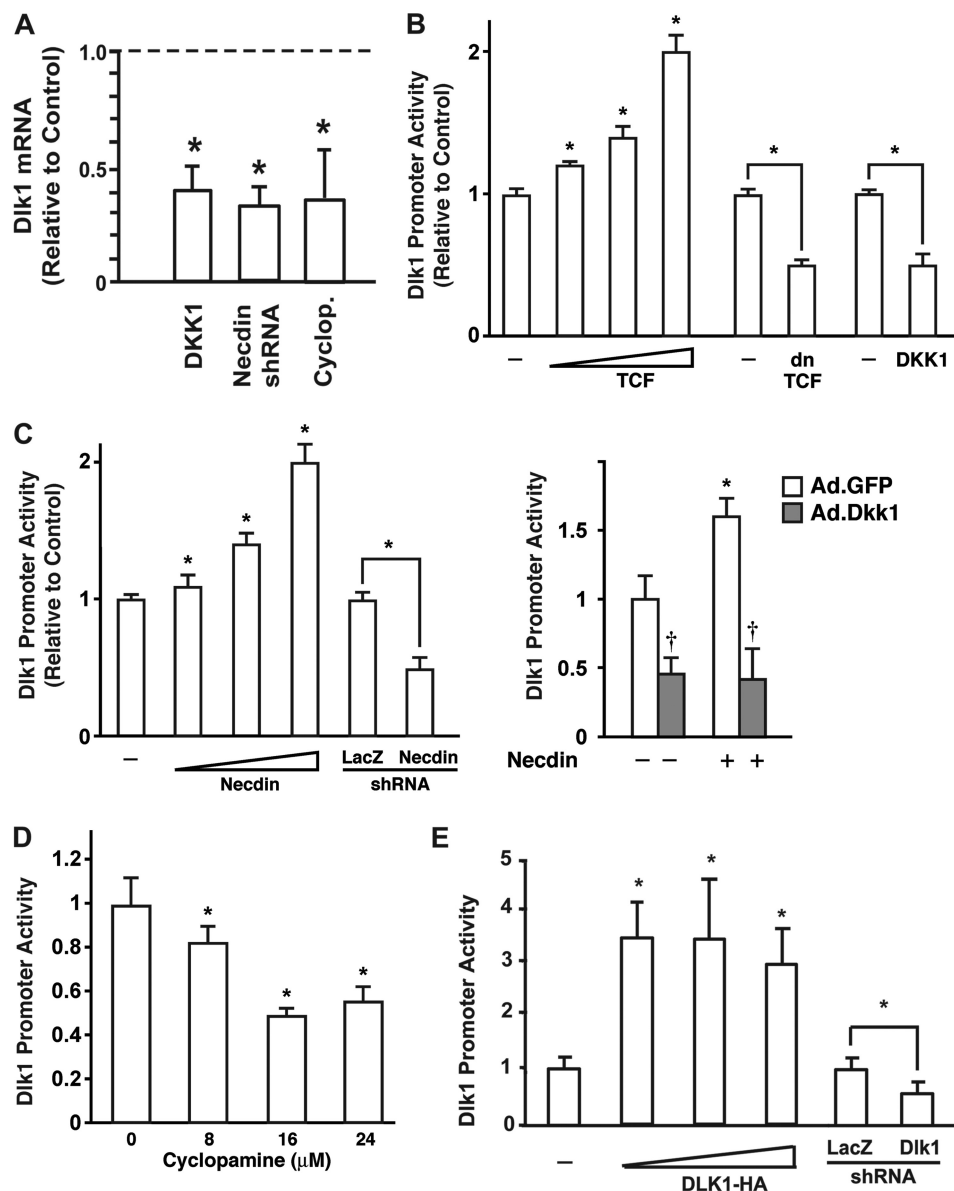 A
Dlk1 mRNA
(Relative to Control)
1.0
0.5
0
*
*
*
DKK1
Necdin
shRNA
Cyclop.
B
Dlk1 Promoter Activity
(Relative to Control)
2
1
0
*
*
*
*
*
–
TCF
–
dn
TCF
–
DKK1
C
Dlk1 Promoter Activity
(Relative to Control)
2
1
0
*
*
*
*
–
Necdin
LacZ
Necdin
shRNA
Dlk1 Promoter Activity
1.5
1
0.5
0
*
†
†
Ad.GFP
Ad.Dkk1
Necdin – – + +
D
Dlk1 Promoter Activity
1.2
1
0.8
0.6
0.4
0.2
0
*
*
*
0 8 16 24
Cyclopamine (μM)
E
Dlk1 Promoter Activity
5
4
3
2
1
0
*
*
*
*
–
DLK1-HA
LacZ Dlk1
shRNA